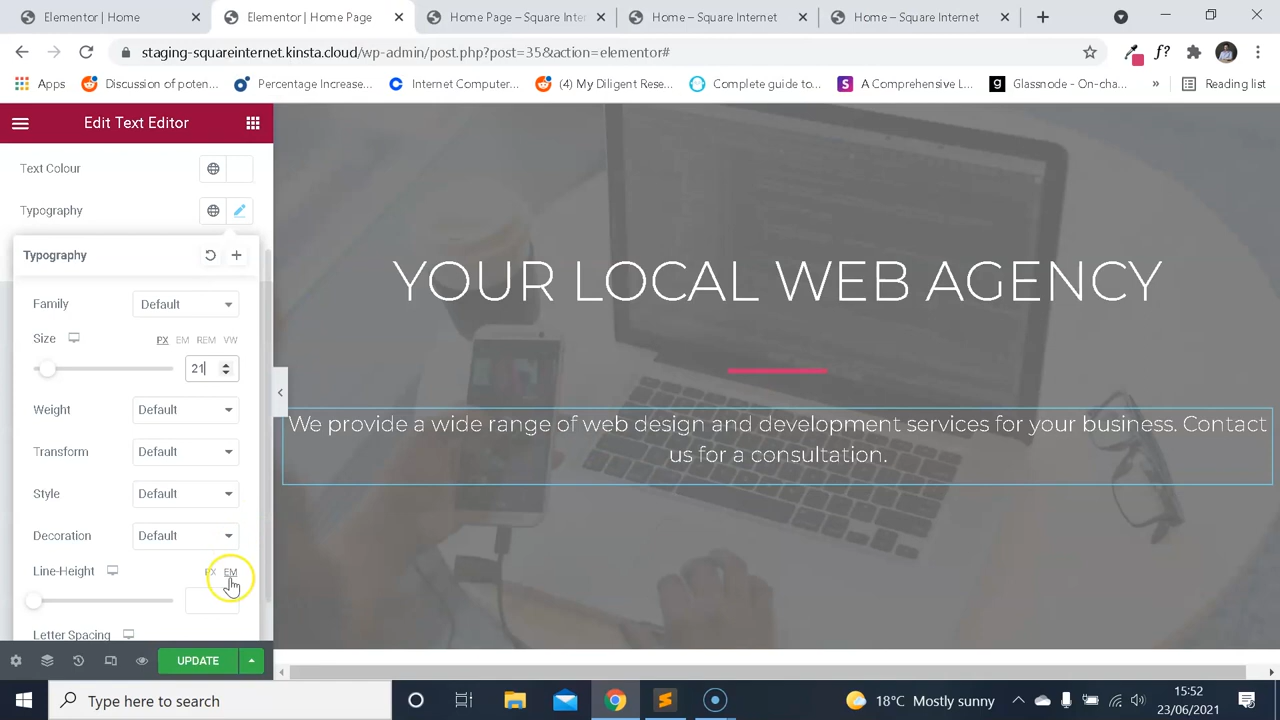 Elementor | Home
Elementor | Home Page
Home Page – Square Inte
Home – Square Internet
Home – Square Internet
staging-squareinternet.kinsta.cloud/wp-admin/post.php?post=35&action=elementor#
f?
Apps
Discussion of poten...
Percentage Increase...
Internet Computer...
(4) My Diligent Rese...
Complete guide to...
S
A Comprehensive L...
g
Glassnode - On-cha...
»
Reading list
Edit Text Editor
Text Colour
Typography
Typography
Family
Default
Size
PX EM REM VW
21
Weight
Default
Transform
Default
Style
Default
Decoration
Default
Line-Height
PX EM
Letter Spacing
UPDATE
YOUR LOCAL WEB AGENCY
We provide a wide range of web design and development services for your business. Contact
us for a consultation.
Type here to search
18°C Mostly sunny
15:52
23/06/2021